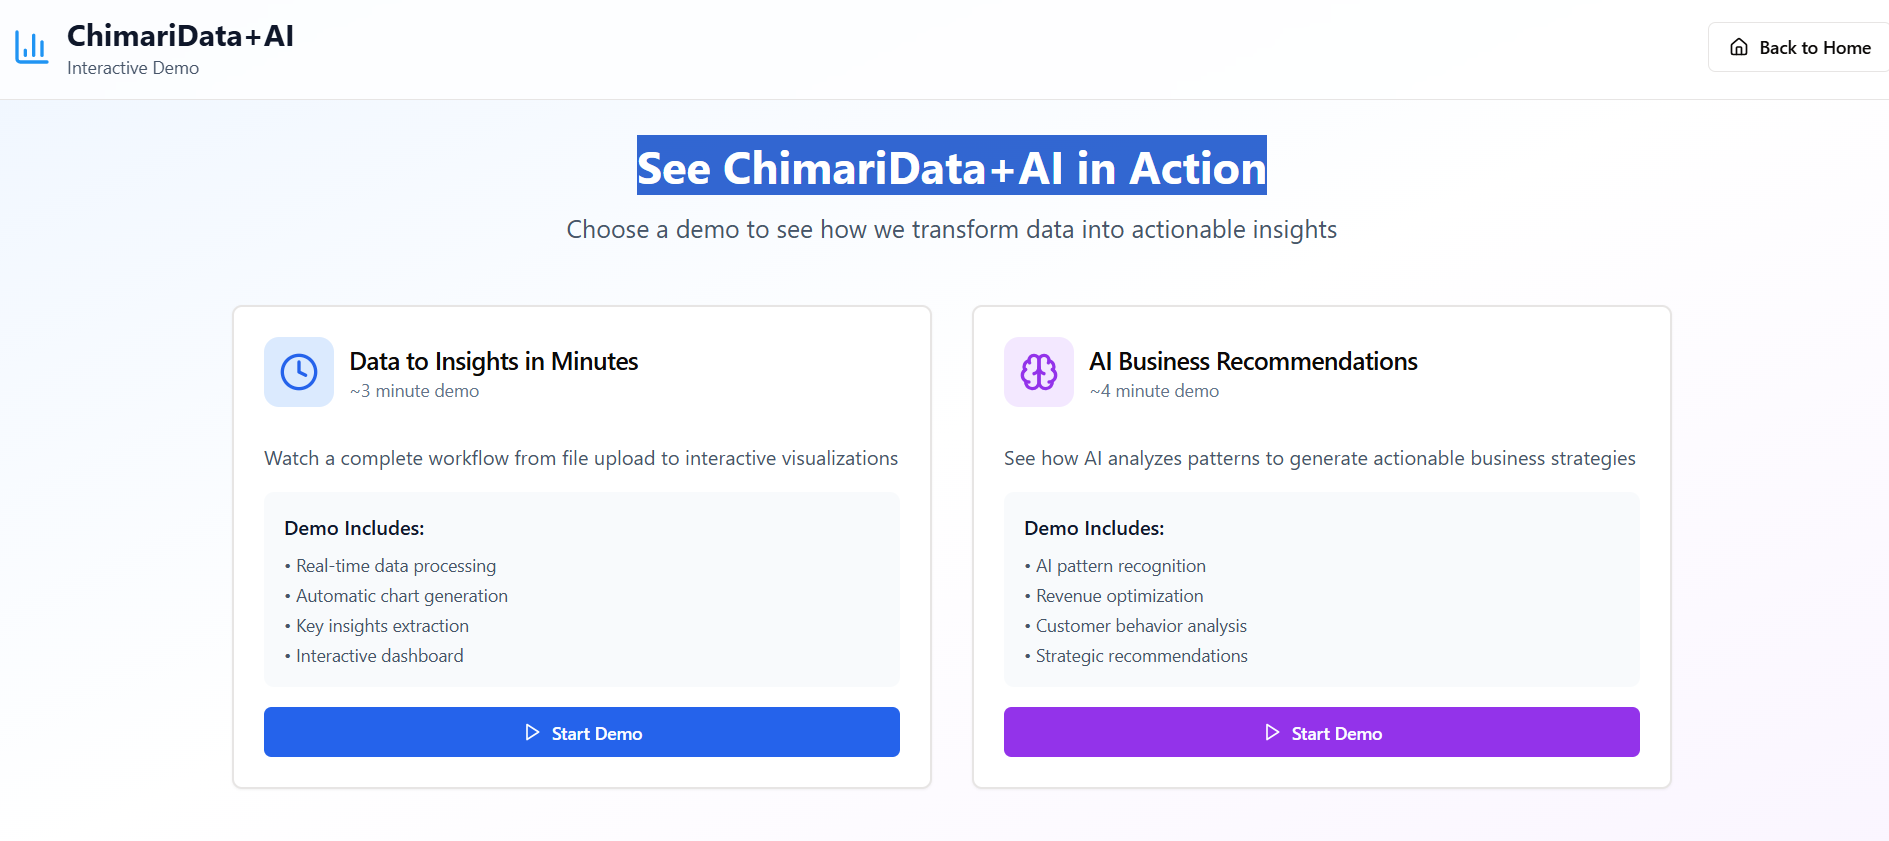 ChimariData+AI
Interactive Demo
Back to Home
See ChimariData+AI in Action
Choose a demo to see how we transform data into actionable insights
Data to Insights in Minutes
~3 minute demo
Watch a complete workflow from file upload to interactive visualizations
Demo Includes:
• Real-time data processing
• Automatic chart generation
• Key insights extraction
• Interactive dashboard
Start Demo
AI Business Recommendations
~4 minute demo
See how AI analyzes patterns to generate actionable business strategies
Demo Includes:
• AI pattern recognition
• Revenue optimization
• Customer behavior analysis
• Strategic recommendations
Start Demo